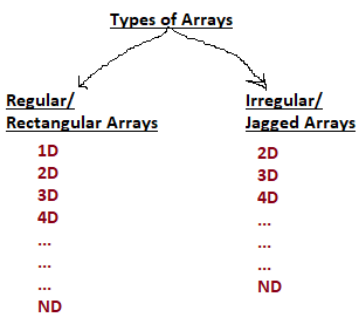 Types of Arrays
Regular/
Rectangular Arrays
1D
2D
3D
4D
...
...
...
ND
Irregular/
Jagged Arrays
2D
3D
4D
...
...
...
ND